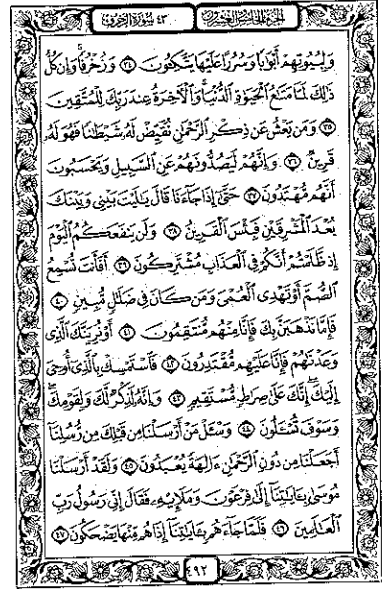 الجزء الخامس والعشرون
٤٣ سورة الزخرف
وَلِبُيُوتِهِمْ أَبْوَٰبًا وَسُرُرًا عَلَيْهَا يَتَّكِـُٔونَ ٣٤ وَزُخْرُفًا ۚ وَإِن كُلُّ
ذَٰلِكَ لَمَّا مَتَٰعُ ٱلْحَيَوٰةِ ٱلدُّنْيَا ۚ وَٱلْـَٔاخِرَةُ عِندَ رَبِّكَ لِلْمُتَّقِينَ
٣٥ وَمَن يَعْشُ عَن ذِكْرِ ٱلرَّحْمَٰنِ نُقَيِّضْ لَهُۥ شَيْطَٰنًا فَهُوَ لَهُۥ
قَرِينٌ ٣٦ وَإِنَّهُمْ لَيَصُدُّونَهُمْ عَنِ ٱلسَّبِيلِ وَيَحْسَبُونَ
أَنَّهُم مُّهْتَدُونَ ٣٧ حَتَّىٰٓ إِذَا جَآءَنَا قَالَ يَٰلَيْتَ بَيْنِى وَبَيْنَكَ
بُعْدَ ٱلْمَشْرِقَيْنِ فَبِئْسَ ٱلْقَرِينُ ٣٨ وَلَن يَنفَعَكُمُ ٱلْيَوْمَ
إِذ ظَّلَمْتُمْ أَنَّكُمْ فِى ٱلْعَذَابِ مُشْتَرِكُونَ ٣٩ أَفَأَنتَ تُسْمِعُ
ٱلصُّمَّ أَوْ تَهْدِى ٱلْعُمْىَ وَمَن كَانَ فِى ضَلَٰلٍ مُّبِينٍ ٤٠
فَإِمَّا نَذْهَبَنَّ بِكَ فَإِنَّا مِنْهُم مُّنتَقِمُونَ ٤١ أَوْ نُرِيَنَّكَ ٱلَّذِى
وَعَدْنَٰهُمْ فَإِنَّا عَلَيْهِم مُّقْتَدِرُونَ ٤٢ فَٱسْتَمْسِكْ بِٱلَّذِىٓ أُوحِىَ
إِلَيْكَ ۖ إِنَّكَ عَلَىٰ صِرَٰطٍ مُّسْتَقِيمٍ ٤٣ وَإِنَّهُۥ لَذِكْرٌ لَّكَ وَلِقَوْمِكَ ۖ
وَسَوْفَ تُسْـَٔلُونَ ٤٤ وَسْـَٔلْ مَنْ أَرْسَلْنَا مِن قَبْلِكَ مِن رُّسُلِنَآ
أَجَعَلْنَا مِن دُونِ ٱلرَّحْمَٰنِ ءَالِهَةً يُعْبَدُونَ ٤٥ وَلَقَدْ أَرْسَلْنَا
مُوسَىٰ بِـَٔايَٰتِنَآ إِلَىٰ فِرْعَوْنَ وَمَلَإِي۟هِۦ فَقَالَ إِنِّى رَسُولُ رَبِّ
ٱلْعَٰلَمِينَ ٤٦ فَلَمَّا جَآءَهُم بِـَٔايَٰتِنَآ إِذَا هُم مِّنْهَا يَضْحَكُونَ ٤٧
٤٩٢